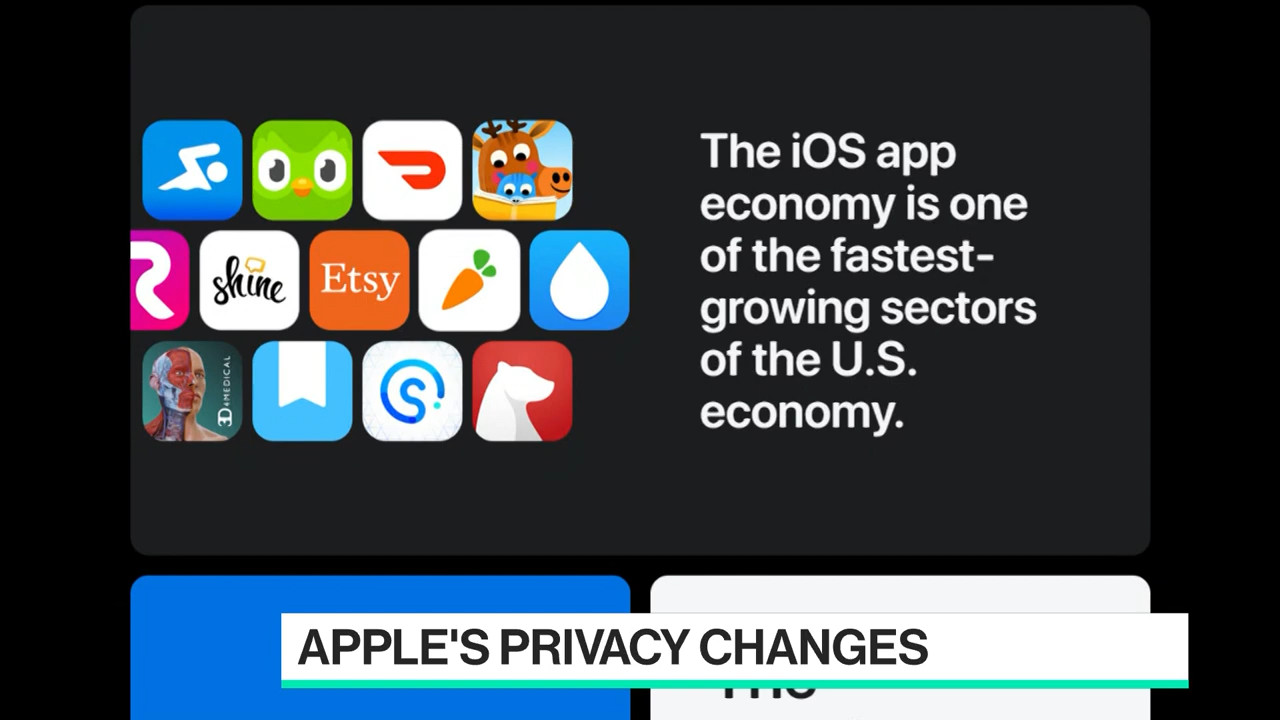 The iOS app
economy is one
of the fastest-
growing sectors
of the U.S.
economy.
R
shine
Etsy
3D4MEDICAL
APPLE'S PRIVACY CHANGES